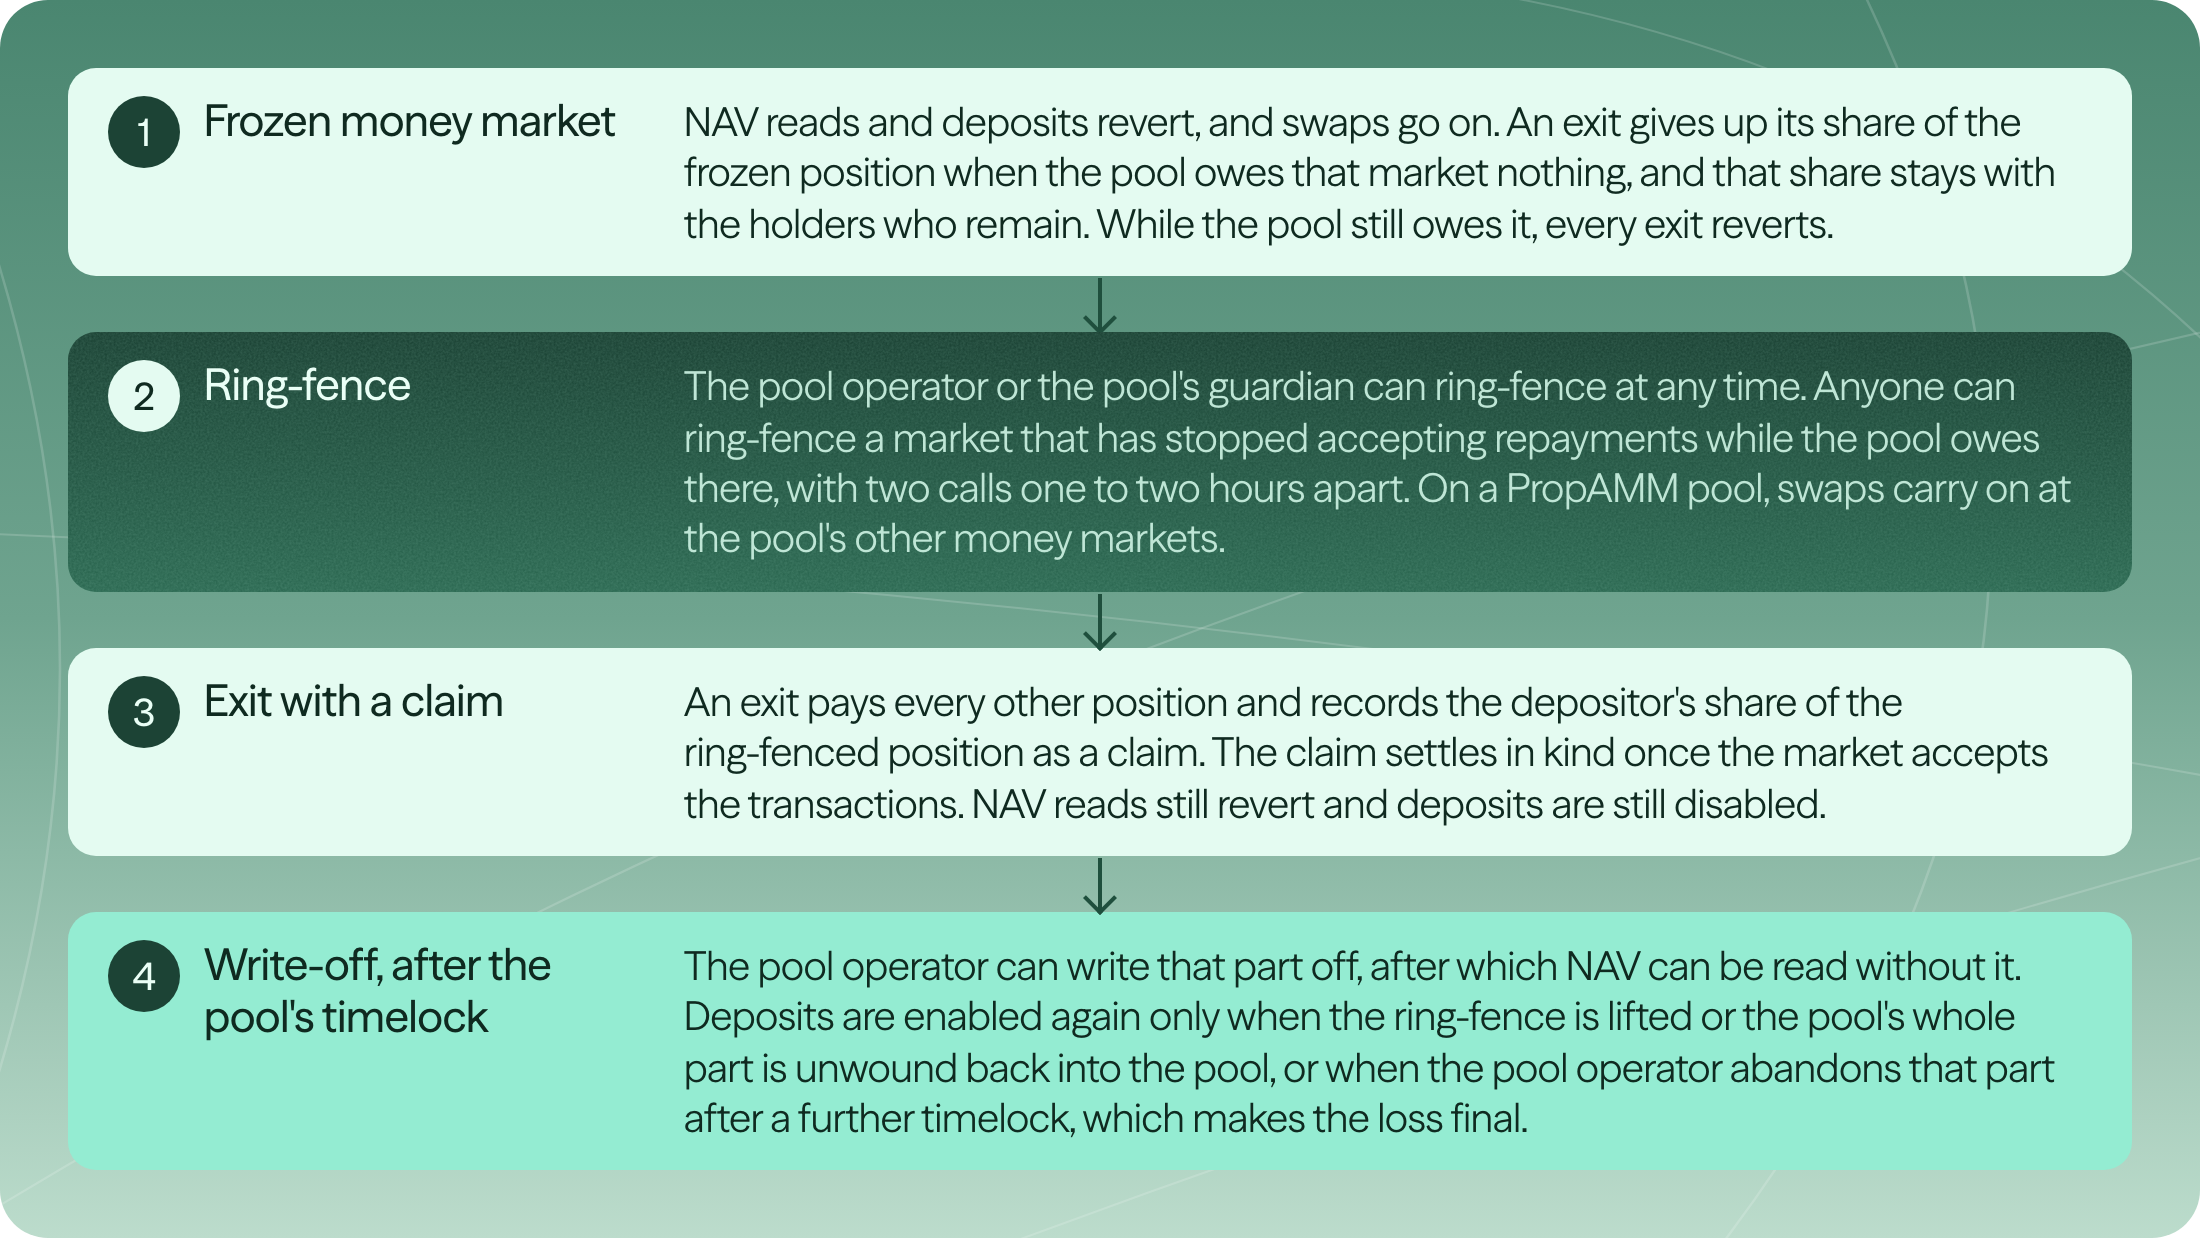 1
Frozen money market
NAV reads and deposits revert, and swaps go on. An exit gives up its share of the
frozen position when the pool owes that market nothing, and that share stays with
the holders who remain. While the pool still owes it, every exit reverts.
2
Ring-fence
The pool operator or the pool's guardian can ring-fence at any time. Anyone can
ring-fence a market that has stopped accepting repayments while the pool owes
there, with two calls one to two hours apart. On a PropAMM pool, swaps carry on at
the pool's other money markets.
3
Exit with a claim
An exit pays every other position and records the depositor's share of the
ring-fenced position as a claim. The claim settles in kind once the market accepts
the transactions. NAV reads still revert and deposits are still disabled.
4
Write-off, after the
pool's timelock
The pool operator can write that part off, after which NAV can be read without it.
Deposits are enabled again only when the ring-fence is lifted or the pool's whole
part is unwound back into the pool, or when the pool operator abandons that part
after a further timelock, which makes the loss final.